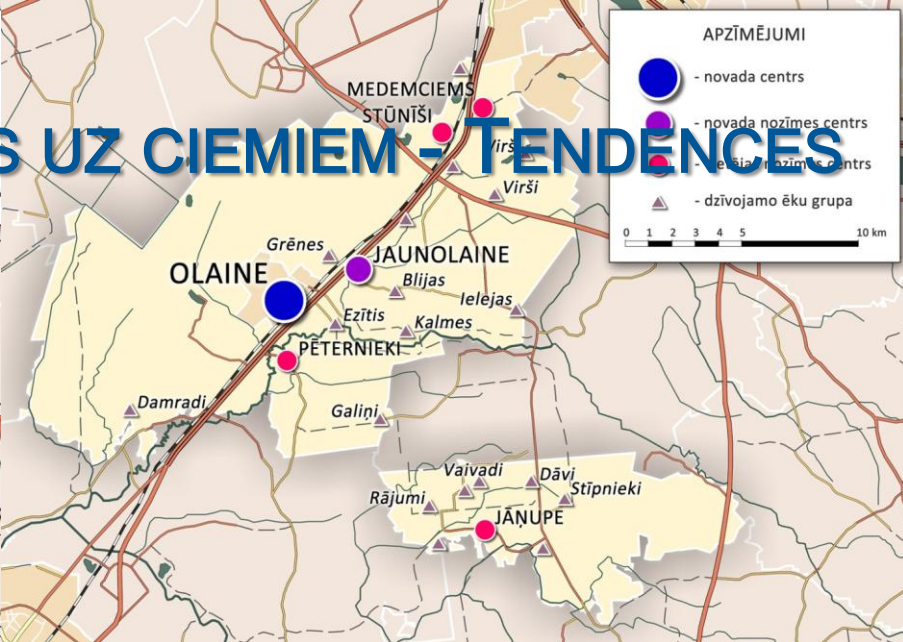 APZĪMĒJUMI
- novada centrs
- novada nozīmes centrs
centrs
- dzīvojamo ēku grupa
0 1 2 3 4 5 10 km
S UZ CIEMIEM - TENDENCES
MEDEMCIEMS
STŪNĪŠI
Virši
Grēnes
JAUNOLAINE
OLAINE
Blijas
Ielejas
Ezītis
Kalmes
PĒTERNIEKI
Damradi
Galiņi
Vaivadi
Dāvi
Rājumi
Stīpnieki
JĀŅUPE